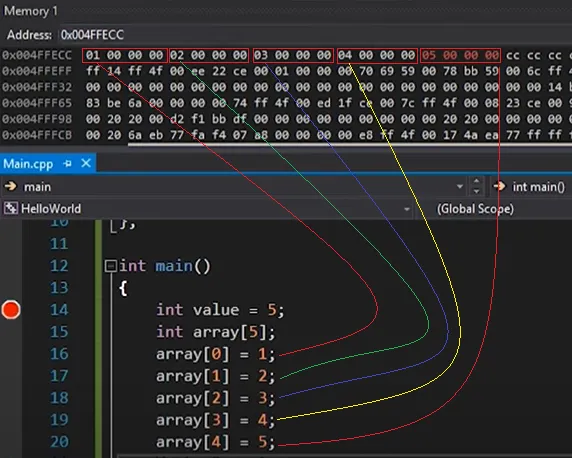 Memory 1
Address: 0x004FFECC
0x004FFECC 01 00 00 00 02 00 00 00 03 00 00 00 04 00 00 00 05 00 00 00 cc cc cc c
0x004FFEFF ff 14 ff 4f 00 ee 22 ce 00 01 00 00 00 70 69 59 00 78 bb 59 00 6c ff 4
0x004FFF32 00 00 00 00 00 00 00 00 00 00 00 00 00 00 00 00 00 00 00 00 00 00 14 b
0x004FFF65 83 be 6a 00 00 00 00 74 ff 4f 00 ed 1f ce 00 7c ff 4f 00 08 23 ce 00 9
0x004FFF98 00 20 20 00 d2 f1 bb df 00 00 00 00 00 00 00 00 00 20 20 00 00 00 00
0x004FFFCB 00 20 6a eb 77 fa f4 07 a8 00 00 00 00 e8 ff 4f 00 17 4a ea 77 ff ff f
Main.cpp
main int main()
HelloWorld (Global Scope)
10 };
11
12 int main()
13 {
14 int value = 5;
15 int array[5];
16 array[0] = 1;
17 array[1] = 2;
18 array[2] = 3;
19 array[3] = 4;
20 array[4] = 5;